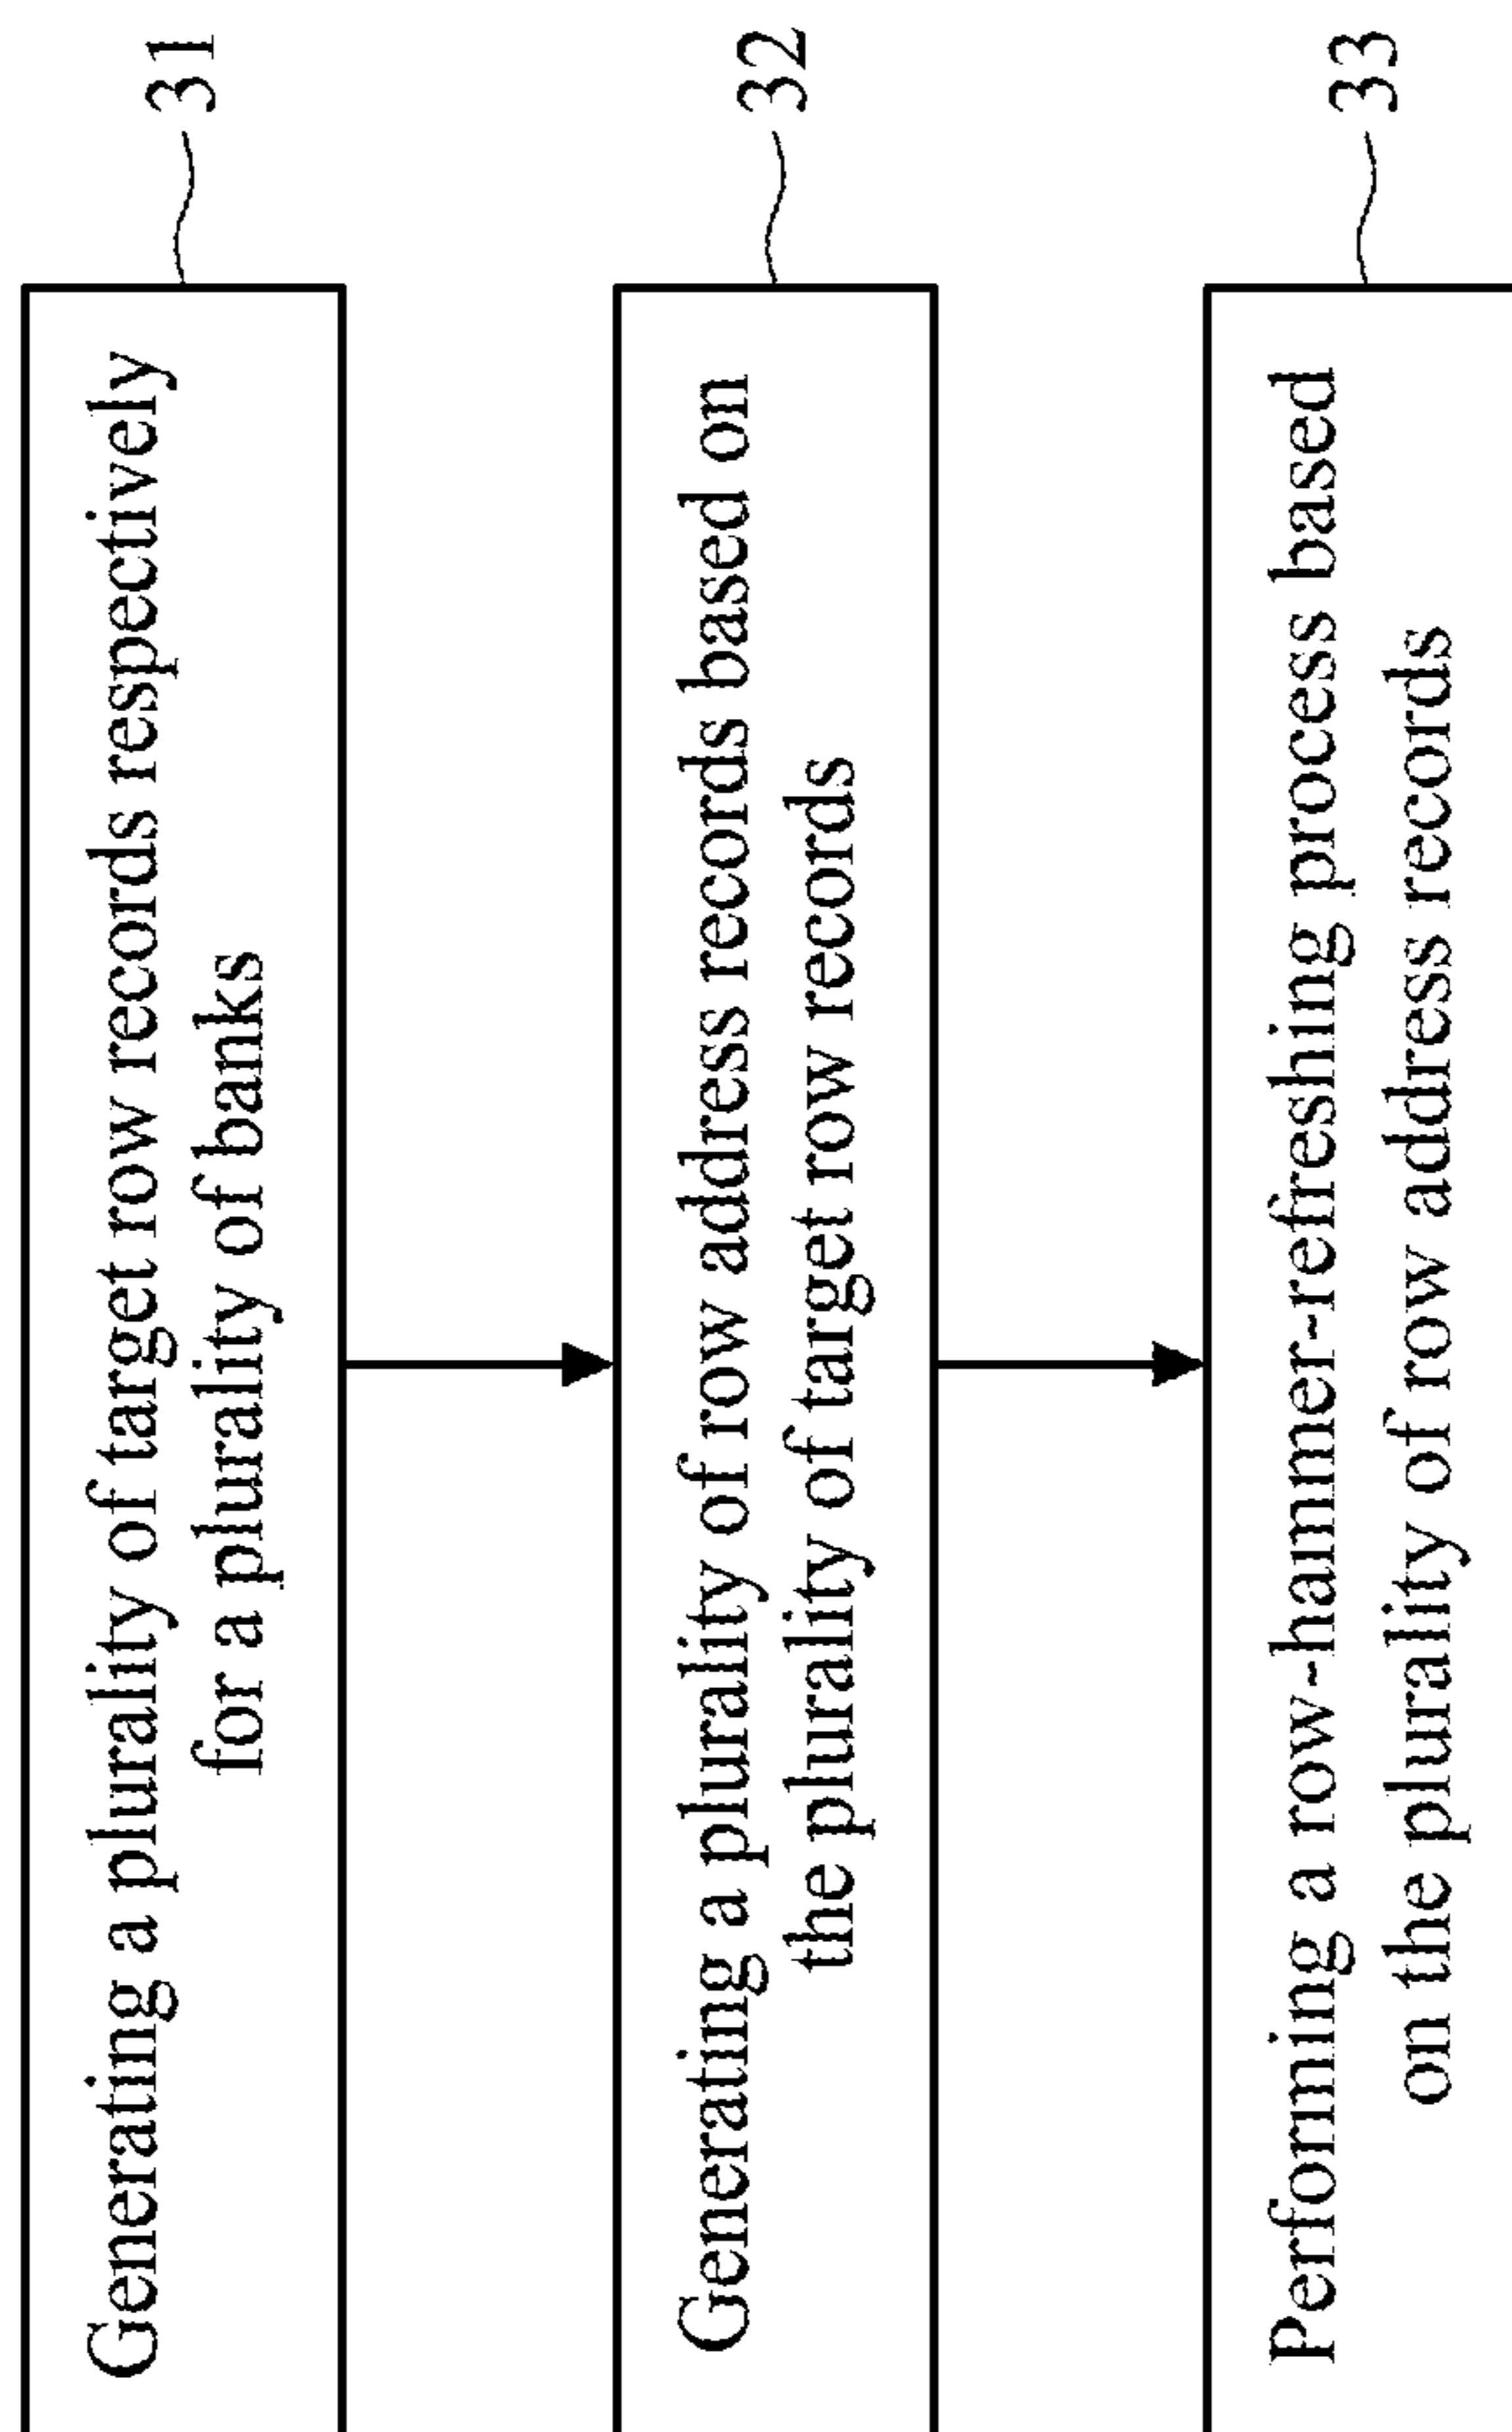 Generating a plurality of target row records respectively
for a plurality of banks
31
Generating a plurality of row address records based on
the plurality of target row records
32
Performing a row-hammer-refreshing process based
on the plurality of row address records
33